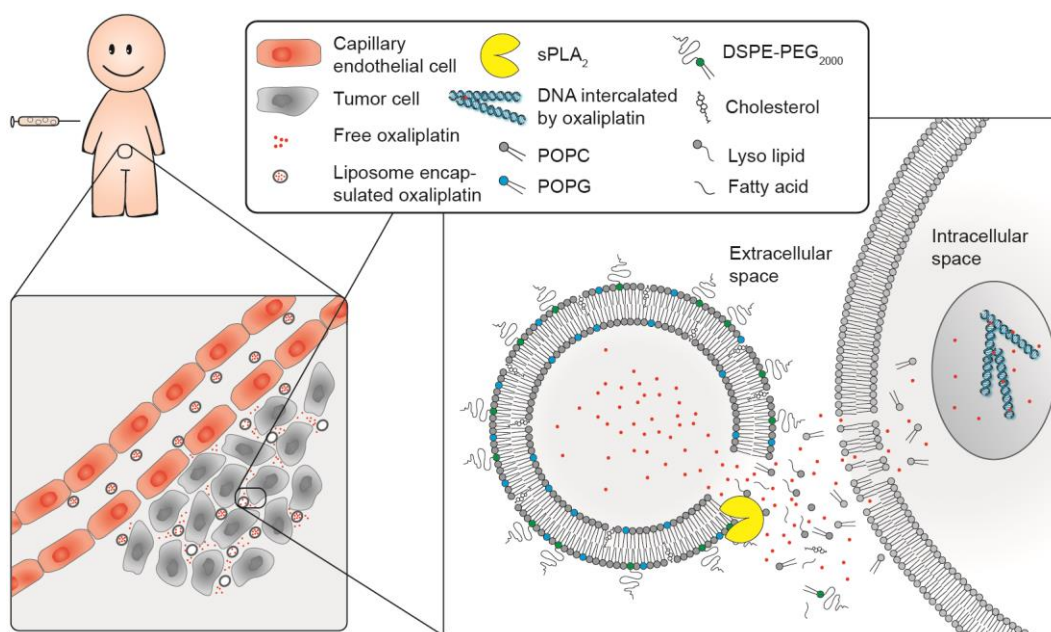 Capillary
endothelial cell
Tumor cell
Free oxaliplatin
Liposome encap-
sulated oxaliplatin
sPLA₂
DNA intercalated
by oxaliplatin
POPC
POPG
DSPE-PEG₂₀₀₀
Cholesterol
Lyso lipid
Fatty acid
Extracellular
space
Intracellular
space